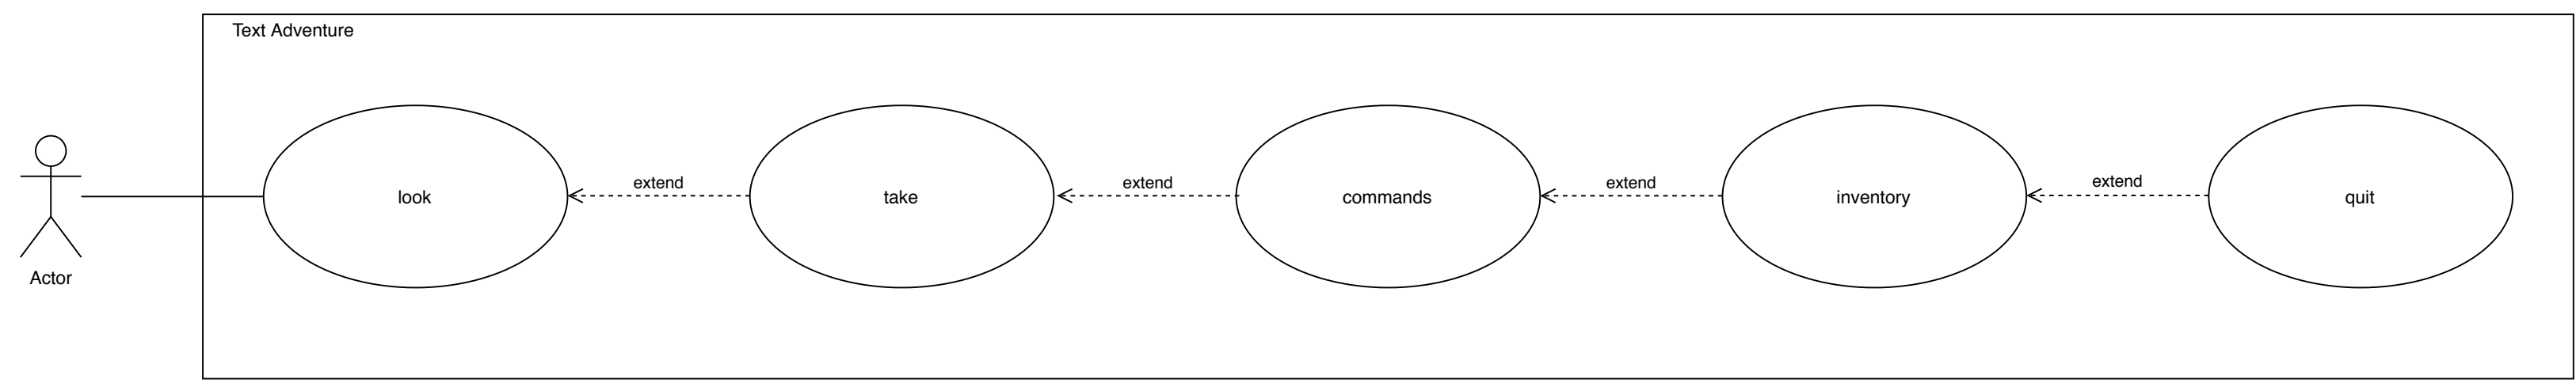 Text Adventure
Actor
look
extend
take
extend
commands
extend
inventory
extend
quit